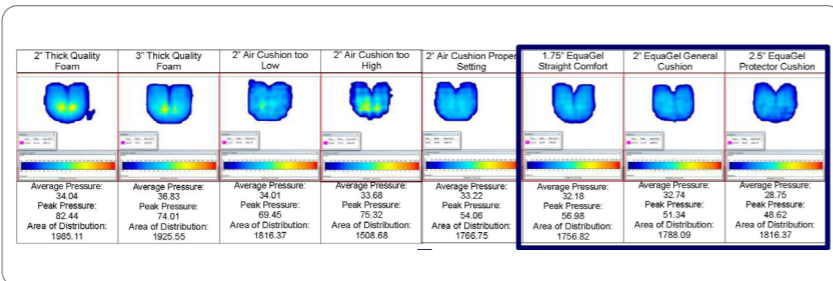 2" Thick Quality
Foam
3" Thick Quality
Foam
2" Air Cushion too
Low
2" Air Cushion too
High
2" Air Cushion Proper
Setting
1.75" EquaGel
Straight Comfort
2" EquaGel General
Cushion
2.5" EquaGel
Protector Cushion
Average Pressure:
34.04
Peak Pressure:
82.44
Area of Distribution:
1985.11
Average Pressure:
36.83
Peak Pressure:
74.01
Area of Distribution:
1925.55
Average Pressure:
34.01
Peak Pressure:
69.45
Area of Distribution:
1816.37
Average Pressure:
33.68
Peak Pressure:
75.32
Area of Distribution:
1508.68
Average Pressure:
33.22
Peak Pressure:
54.06
Area of Distribution:
1766.75
Average Pressure:
32.18
Peak Pressure:
56.98
Area of Distribution:
1756.82
Average Pressure:
32.74
Peak Pressure:
51.34
Area of Distribution:
1788.09
Average Pressure:
28.75
Peak Pressure:
48.62
Area of Distribution:
1816.37